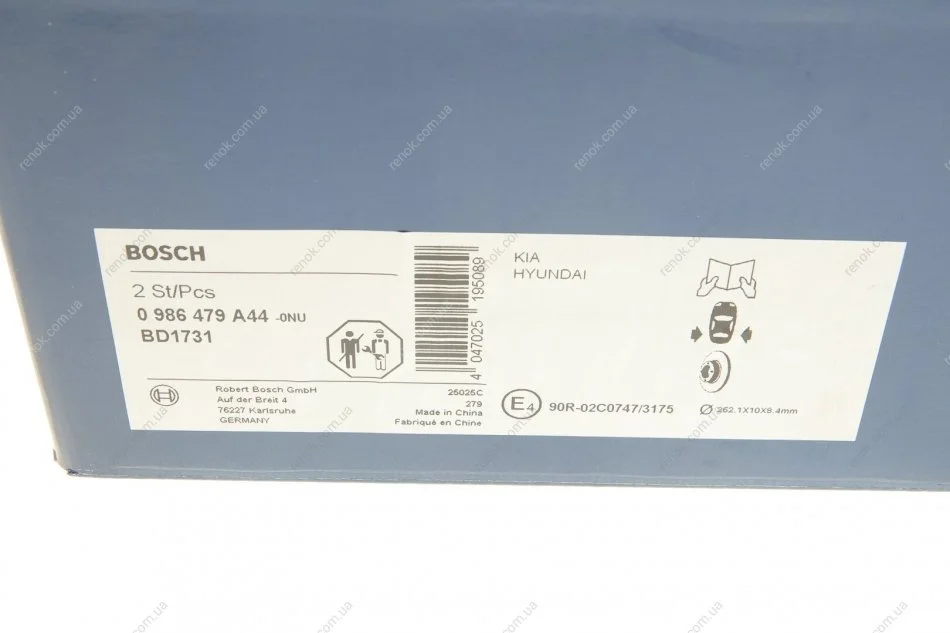 BOSCH
2 St/Pcs
0 986 479 A44 -0NU
BD1731
Robert Bosch GmbH
Auf der Breit 4
76227 Karlsruhe
GERMANY
25025C
279
Made in China
Fabriqué en Chine
4 047025 195089
KIA
HYUNDAI
E4 90R-02C0747/3175
Ø 262.1X10X8.4mm
renok.com.ua